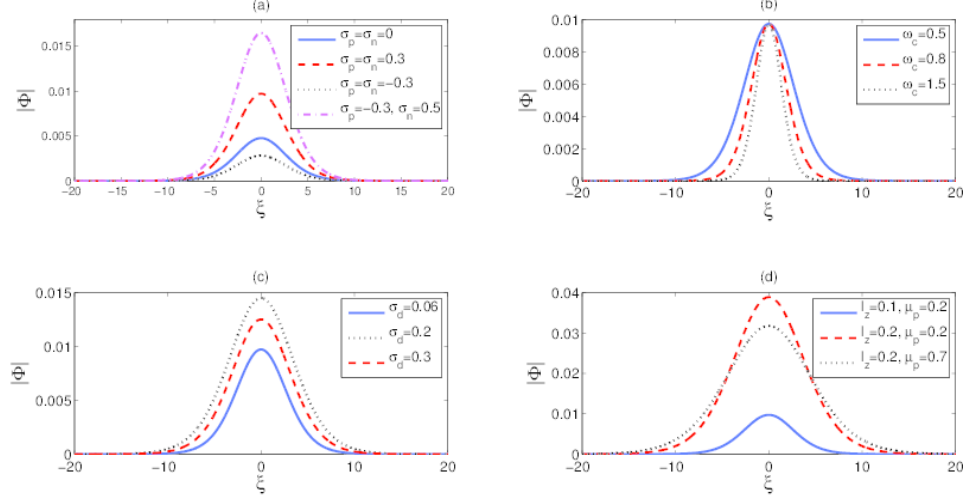 (a)
|Φ|
0.015
0.01
0.005
0
−20 −15 −10 −5 0 5 10 15 20
ξ
σp=σn=0
σp=σn=0.3
σp=σn=−0.3
σp=−0.3, σn=0.5
(b)
|Φ|
0.01
0.008
0.006
0.004
0.002
0
−20 −10 0 10 20
ξ
ωc=0.5
ωc=0.8
ωc=1.5
(c)
|Φ|
0.015
0.01
0.005
0
−20 −10 0 10 20
ξ
σd=0.06
σd=0.2
σd=0.3
(d)
|Φ|
0.04
0.03
0.02
0.01
0
−20 −10 0 10 20
ξ
lz=0.1, μp=0.2
lz=0.2, μp=0.2
lz=0.2, μp=0.7